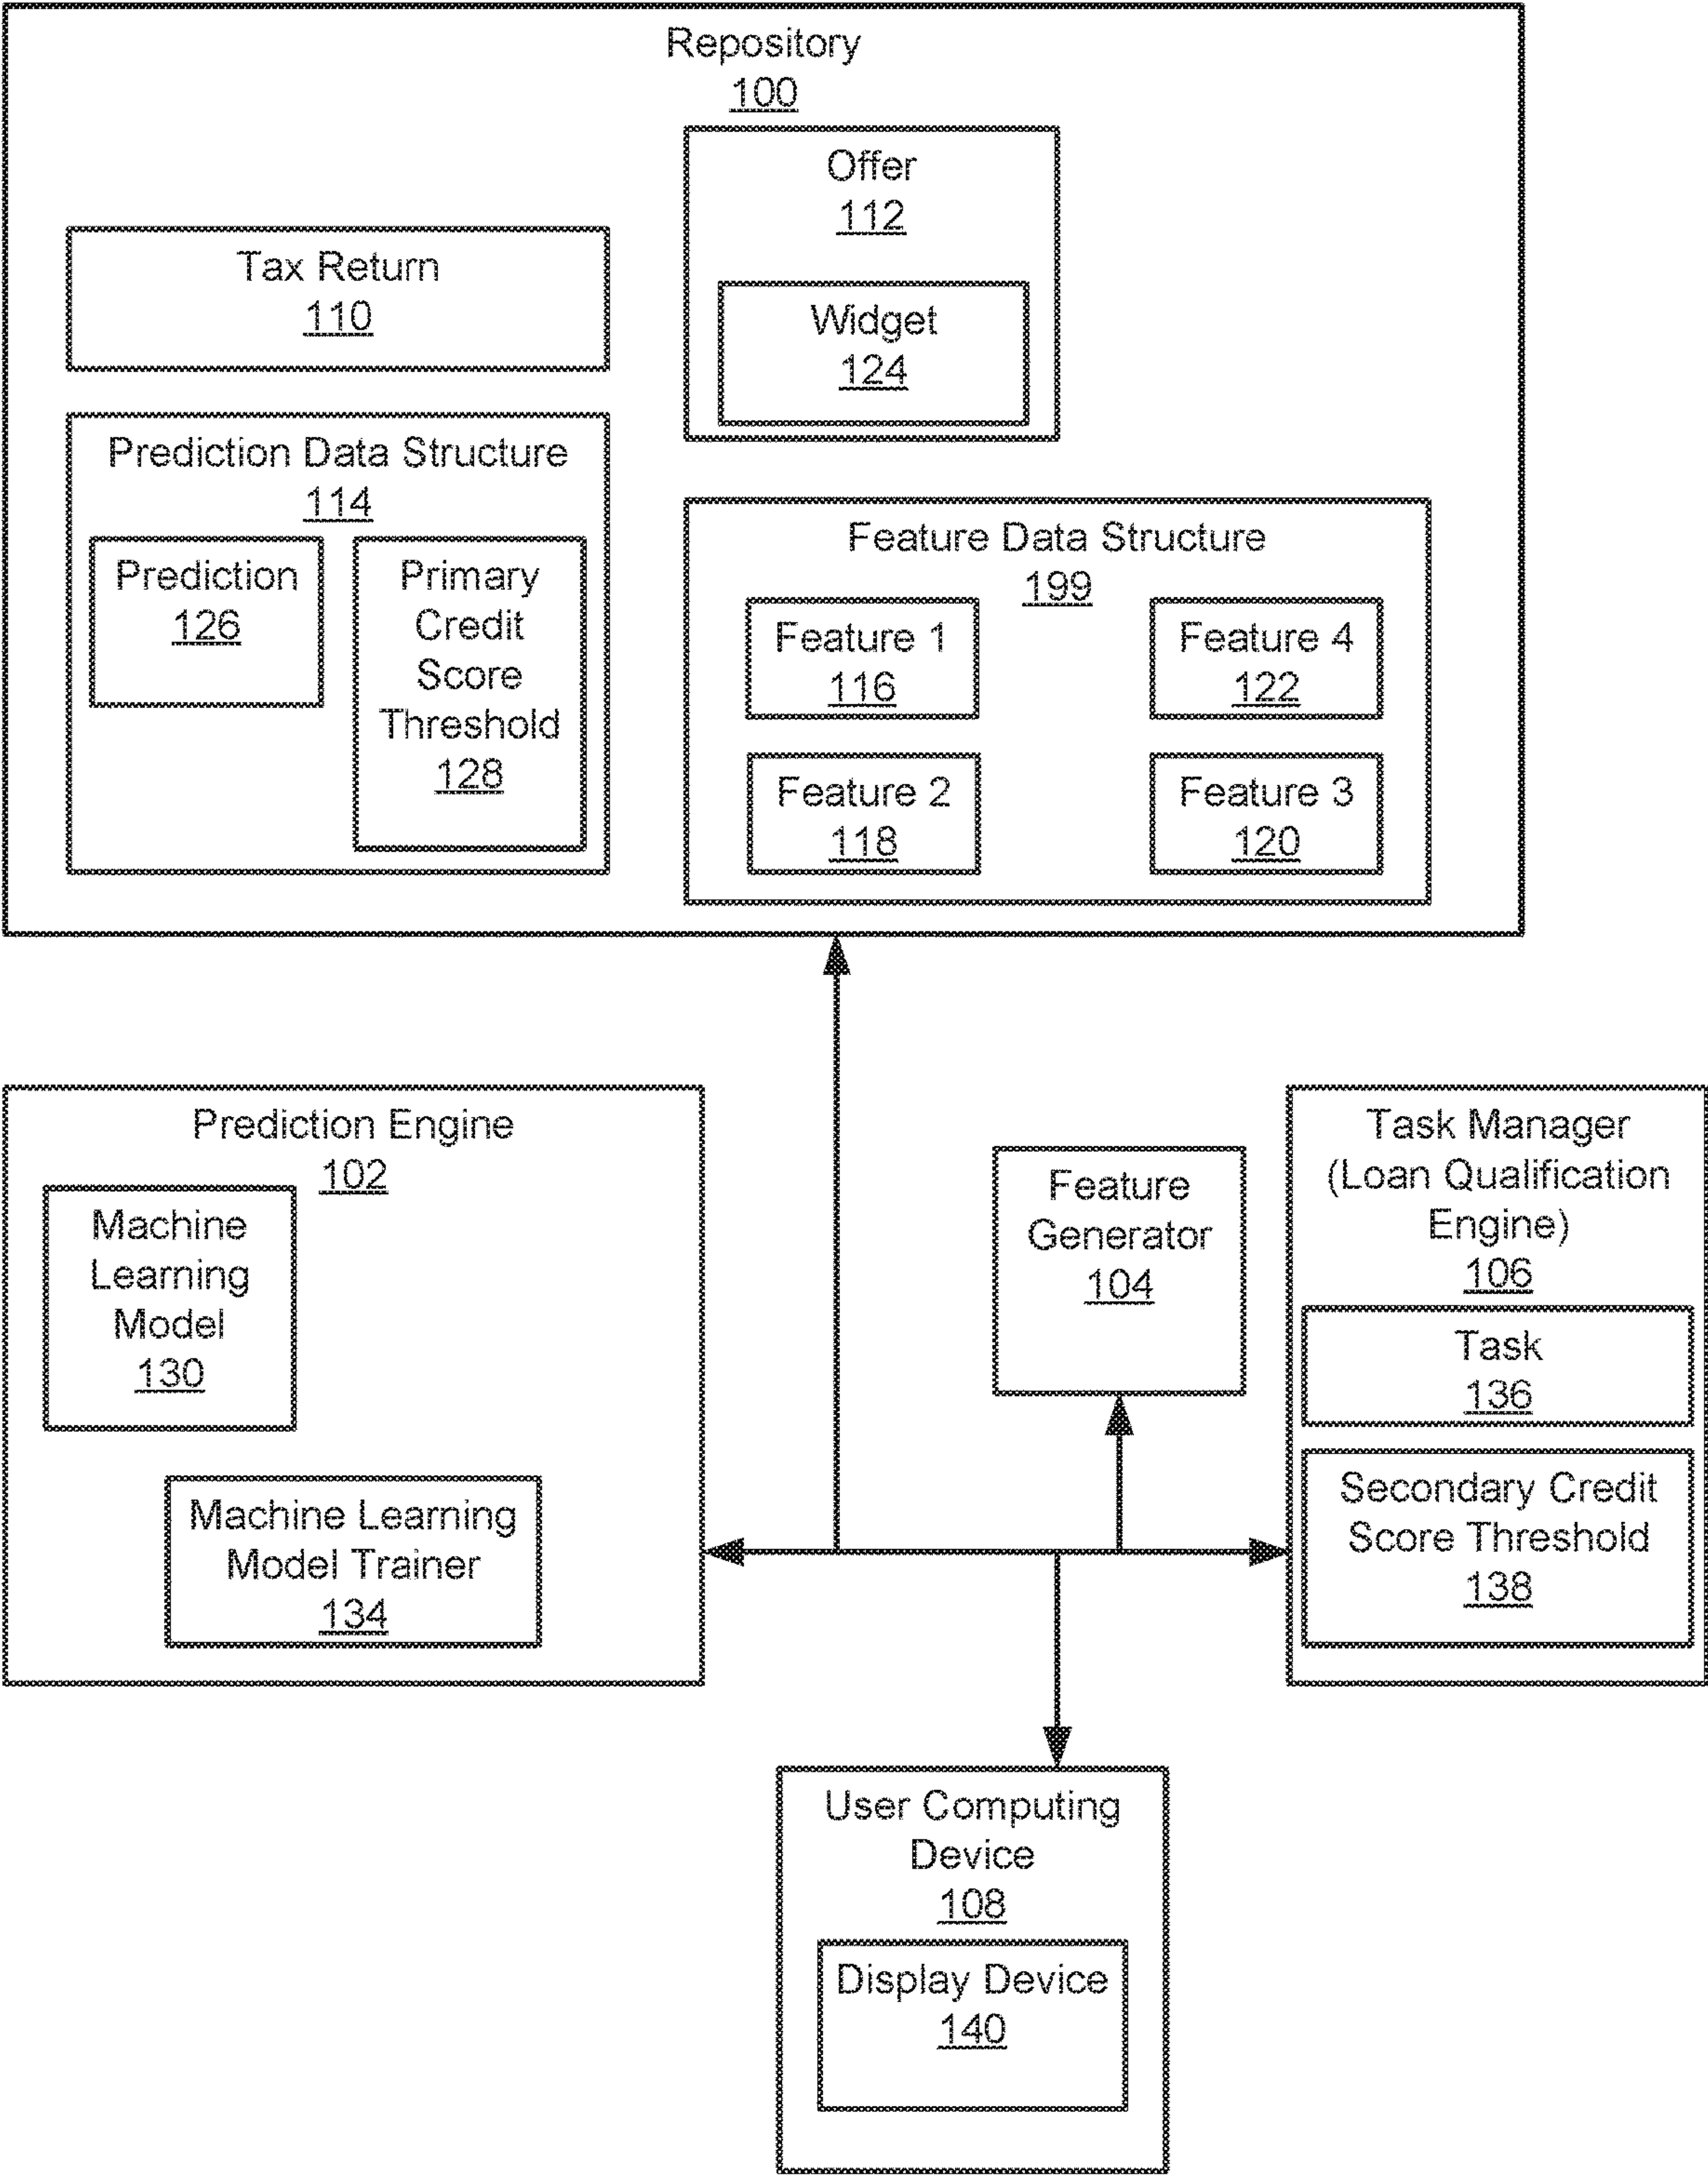 Repository
100
Offer
112
Widget
124
Tax Return
110
Prediction Data Structure
114
Prediction
126
Primary
Credit
Score
Threshold
128
Feature Data Structure
199
Feature 1
116
Feature 4
122
Feature 2
118
Feature 3
120
Prediction Engine
102
Machine
Learning
Model
130
Machine Learning
Model Trainer
134
Feature
Generator
104
Task Manager
(Loan Qualification
Engine)
106
Task
136
Secondary Credit
Score Threshold
138
User Computing
Device
108
Display Device
140